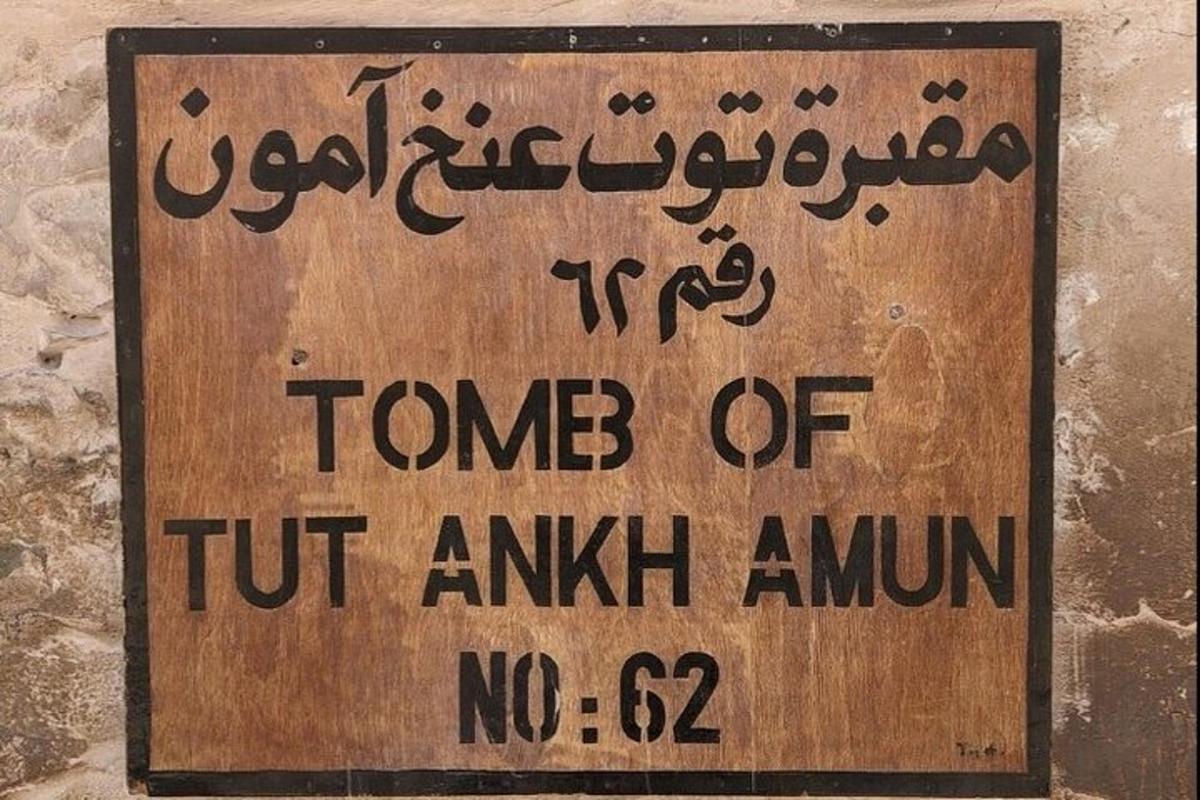 مقبرة توت عنخ آمون
رقم ٦٢
TOMB OF
TUT ANKH AMUN
NO:62